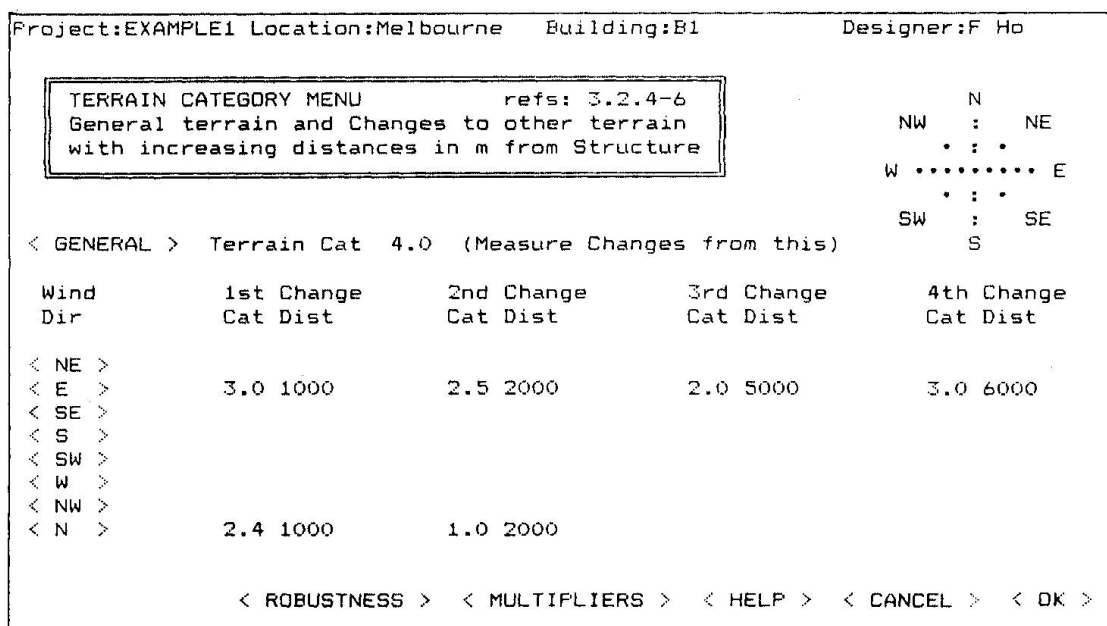 Project:EXAMPLE1 Location:Melbourne Building:B1 Designer:F Ho
TERRAIN CATEGORY MENU refs: 3.2.4-6
General terrain and Changes to other terrain
with increasing distances in m from Structure
N
NW : NE
• : •
W ••••••••• E
• : •
SW : SE
S
< GENERAL > Terrain Cat 4.0 (Measure Changes from this)
Wind 1st Change 2nd Change 3rd Change 4th Change
Dir Cat Dist Cat Dist Cat Dist Cat Dist
< NE >
< E > 3.0 1000 2.5 2000 2.0 5000 3.0 6000
< SE >
< S >
< SW >
< W >
< NW >
< N > 2.4 1000 1.0 2000
< ROBUSTNESS > < MULTIPLIERS > < HELP > < CANCEL > < OK >